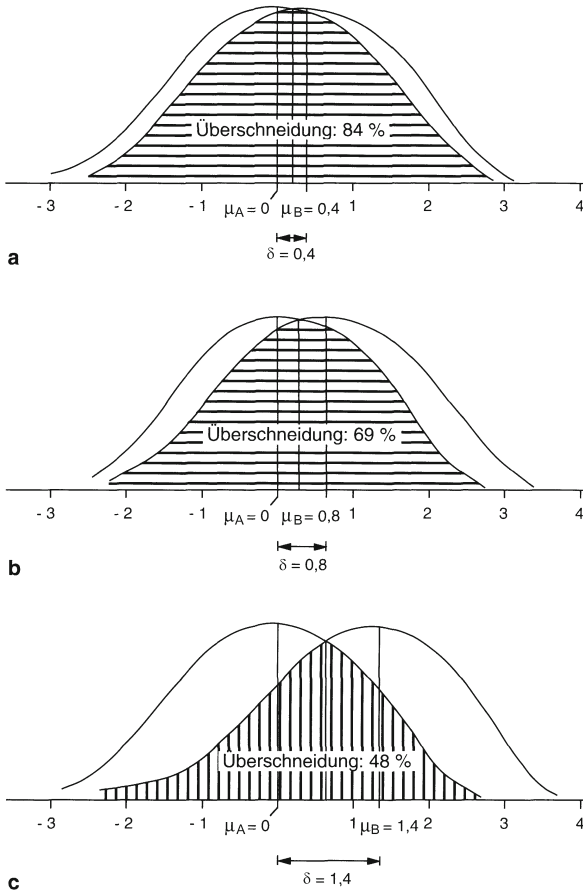 Überschneidung: 84 %
- 3 - 2 - 1 μA = 0 μB = 0,4 1 2 3 4
δ = 0,4
a
Überschneidung: 69 %
- 3 - 2 - 1 μA = 0 μB = 0,8 1 2 3 4
δ = 0,8
b
Überschneidung: 48 %
- 3 - 2 - 1 μA = 0 1 μB = 1,4 2 3 4
δ = 1,4
c